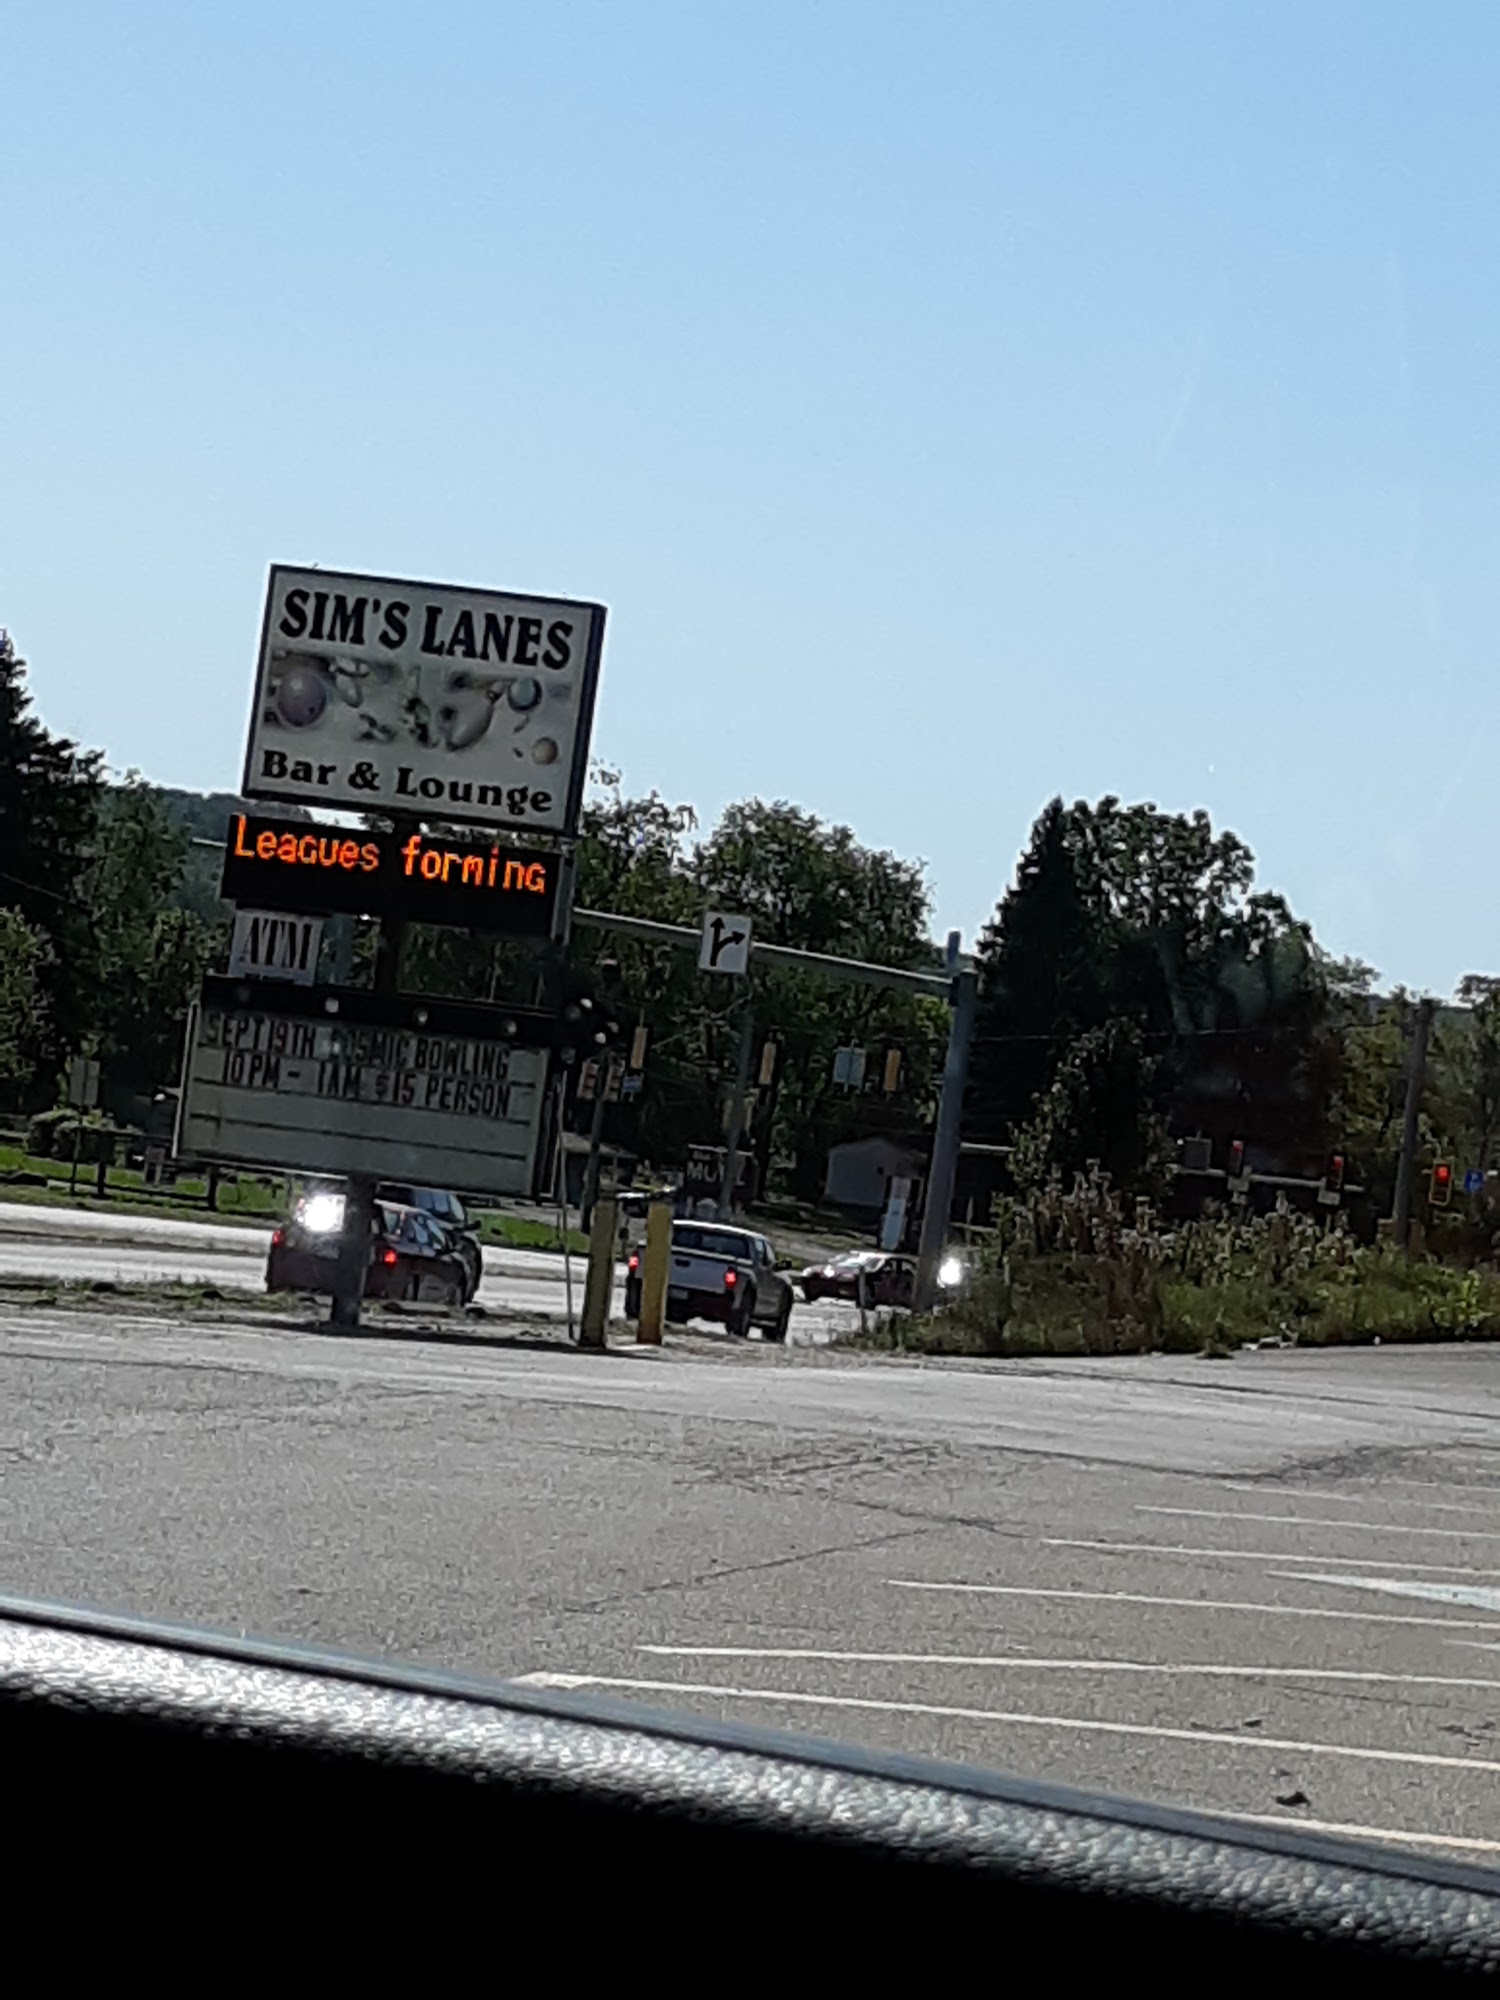 SIM'S LANES
Bar & Lounge
Leagues forming
ATM
SEPT 19TH COSMIC BOWLING
10PM - 1AM $15 PERSON